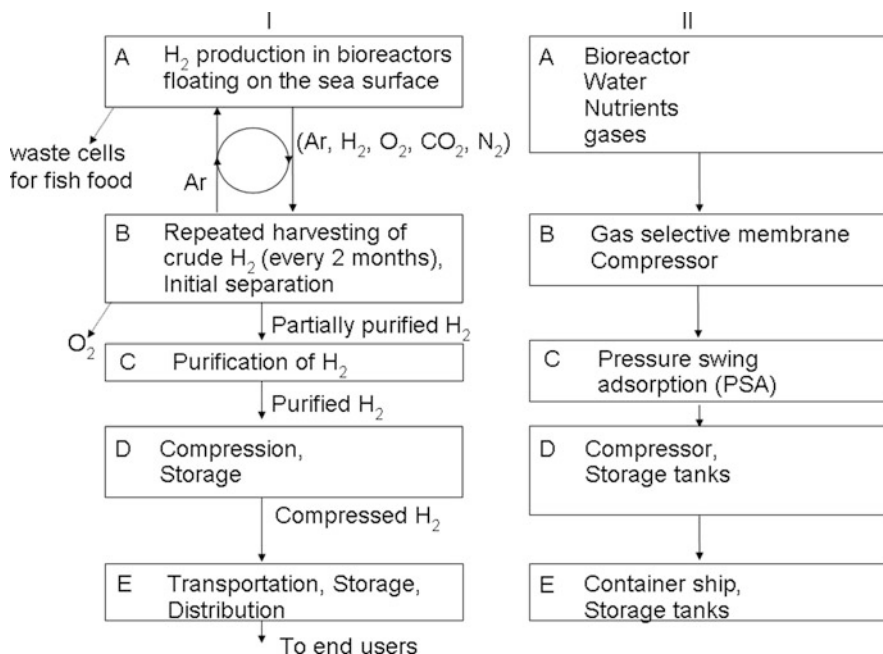 I
A H₂ production in bioreactors
floating on the sea surface
waste cells
for fish food
Ar
(Ar, H₂, O₂, CO₂, N₂)
B Repeated harvesting of
crude H₂ (every 2 months),
Initial separation
O₂
Partially purified H₂
C Purification of H₂
Purified H₂
D Compression,
Storage
Compressed H₂
E Transportation, Storage,
Distribution
To end users
II
A Bioreactor
Water
Nutrients
gases
B Gas selective membrane
Compressor
C Pressure swing
adsorption (PSA)
D Compressor,
Storage tanks
E Container ship,
Storage tanks